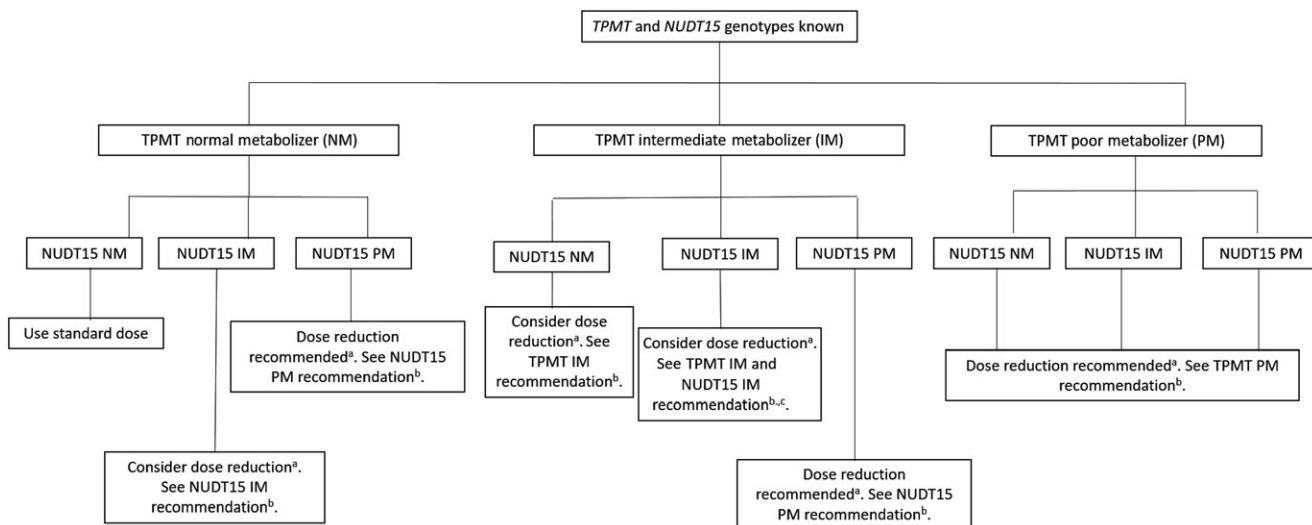 TPMT and NUDT15 genotypes known
TPMT normal metabolizer (NM)
TPMT intermediate metabolizer (IM)
TPMT poor metabolizer (PM)
NUDT15 NM
NUDT15 IM
NUDT15 PM
NUDT15 NM
NUDT15 IM
NUDT15 PM
NUDT15 NM
NUDT15 IM
NUDT15 PM
Use standard dose
Dose reduction
recommendedᵃ. See NUDT15
PM recommendationᵇ.
Consider dose reductionᵃ.
See NUDT15 IM
recommendationᵇ.
Consider dose
reductionᵃ. See
TPMT IM
recommendationᵇ.
Consider dose reductionᵃ.
See TPMT IM and
NUDT15 IM
recommendationᵇ·,ᶜ.
Dose reduction
recommendedᵃ. See NUDT15
PM recommendationᵇ.
Dose reduction recommendedᵃ. See TPMT PM
recommendationᵇ.